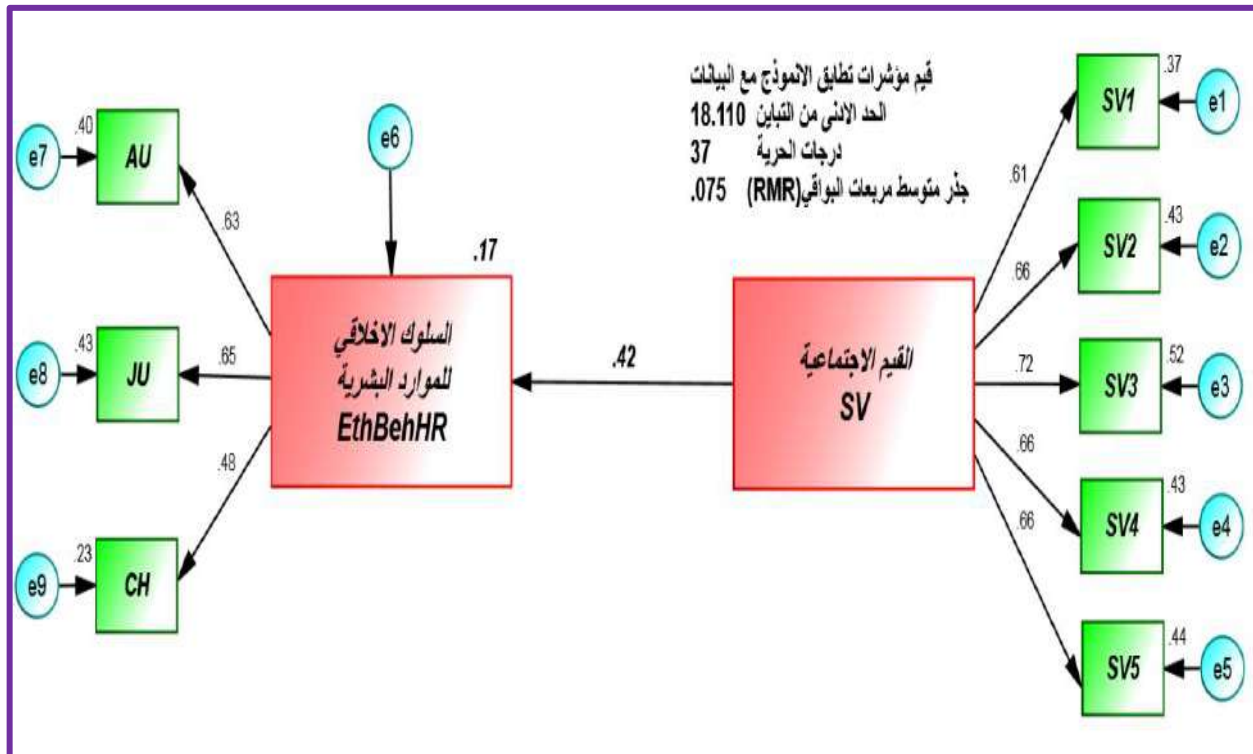 قيم مؤشرات تطابق الانموذج مع البيانات
الحد الادنى من التباين 18.110
درجات الحرية 37
جذر متوسط مربعات البواقي(RMR) .075
e7
.40
AU
.63
e8
.43
JU
.65
e9
.23
CH
.48
e6
.17
السلوك الاخلاقي
للموارد البشرية
EthBehHR
.42
القيم الاجتماعية
SV
.61
SV1
.37
e1
.66
SV2
.43
e2
.72
SV3
.52
e3
.66
SV4
.43
e4
.66
SV5
.44
e5